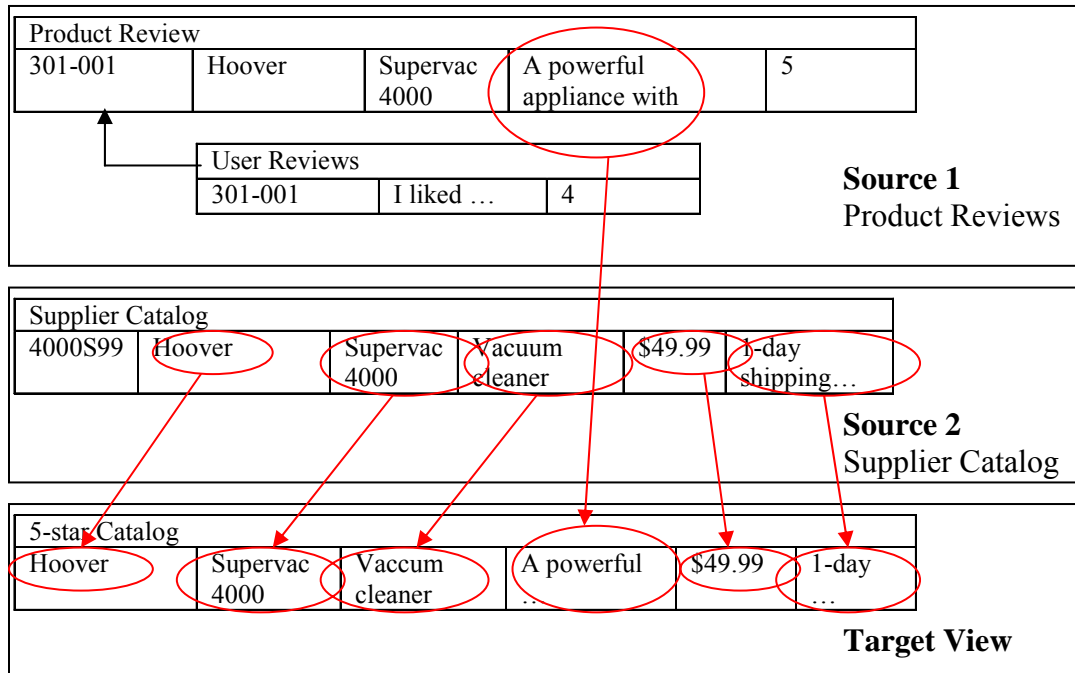 Product Review
301-001 Hoover Supervac 4000 A powerful appliance with 5
User Reviews
301-001 I liked … 4
Source 1
Product Reviews
Supplier Catalog
4000S99 Hoover Supervac 4000 Vacuum cleaner $49.99 1-day shipping…
Source 2
Supplier Catalog
5-star Catalog
Hoover Supervac 4000 Vaccum cleaner A powerful … $49.99 1-day …
Target View